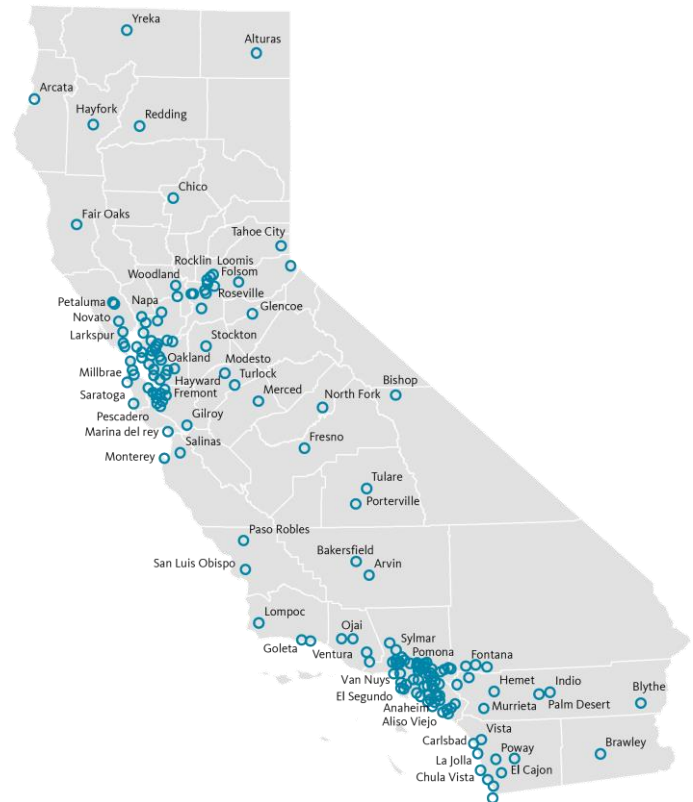 Yreka
Alturas
Arcata
Hayfork
Redding
Chico
Fair Oaks
Tahoe City
Rocklin Loomis
Woodland
Folsom
Roseville
Petaluma
Napa
Glencoe
Novato
Larkspur
Stockton
Oakland
Modesto
Millbrae
Hayward
Turlock
Bishop
Saratoga
Fremont
Merced
North Fork
Pescadero
Gilroy
Marina del rey
Salinas
Fresno
Monterey
Tulare
Porterville
Paso Robles
Bakersfield
San Luis Obispo
Arvin
Lompoc
Ojai
Sylmar
Goleta
Ventura
Pomona
Fontana
Van Nuys
Hemet
Indio
Blythe
El Segundo
Anaheim
Murrieta
Palm Desert
Aliso Viejo
Vista
Carlsbad
Poway
Brawley
La Jolla
El Cajon
Chula Vista